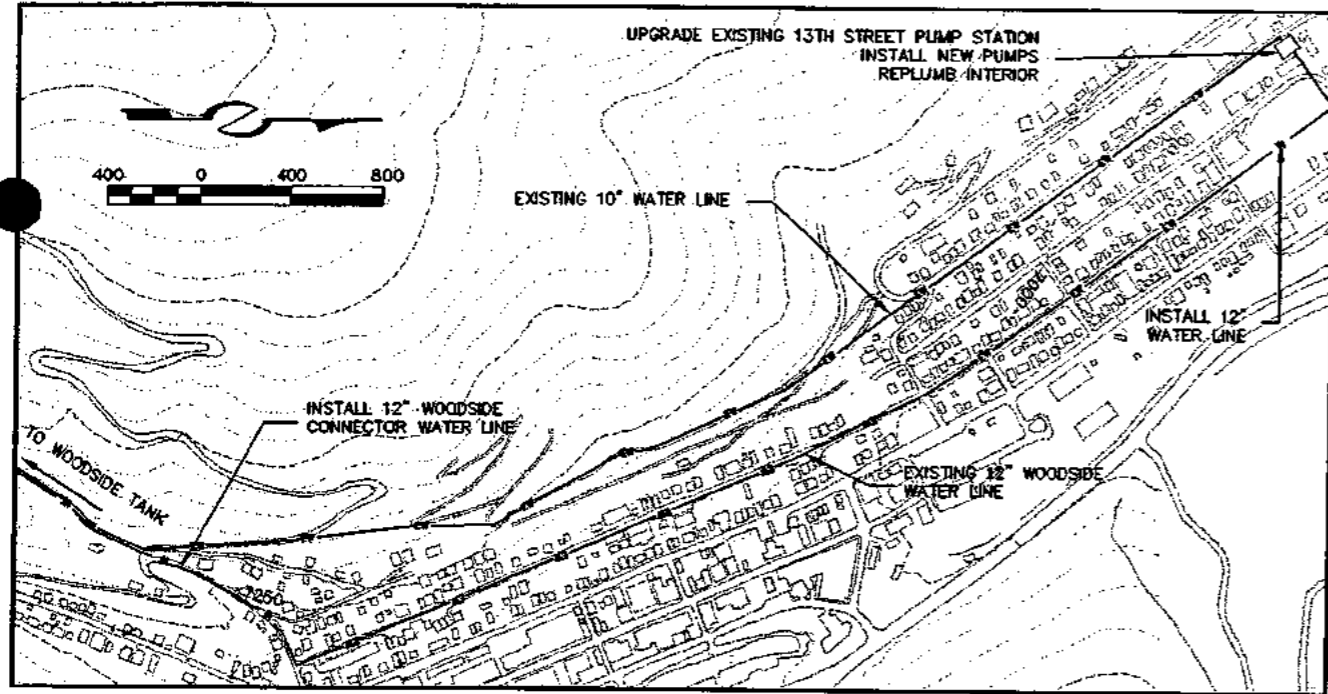 UPGRADE EXISTING 13TH STREET PUMP STATION
INSTALL NEW PUMPS
REPLUMB INTERIOR
400 0 400 800
EXISTING 10" WATER LINE
INSTALL 12"
WATER LINE
INSTALL 12" WOODSIDE
CONNECTOR WATER LINE
TO WOODSIDE TANK
EXISTING 12" WOODSIDE
WATER LINE